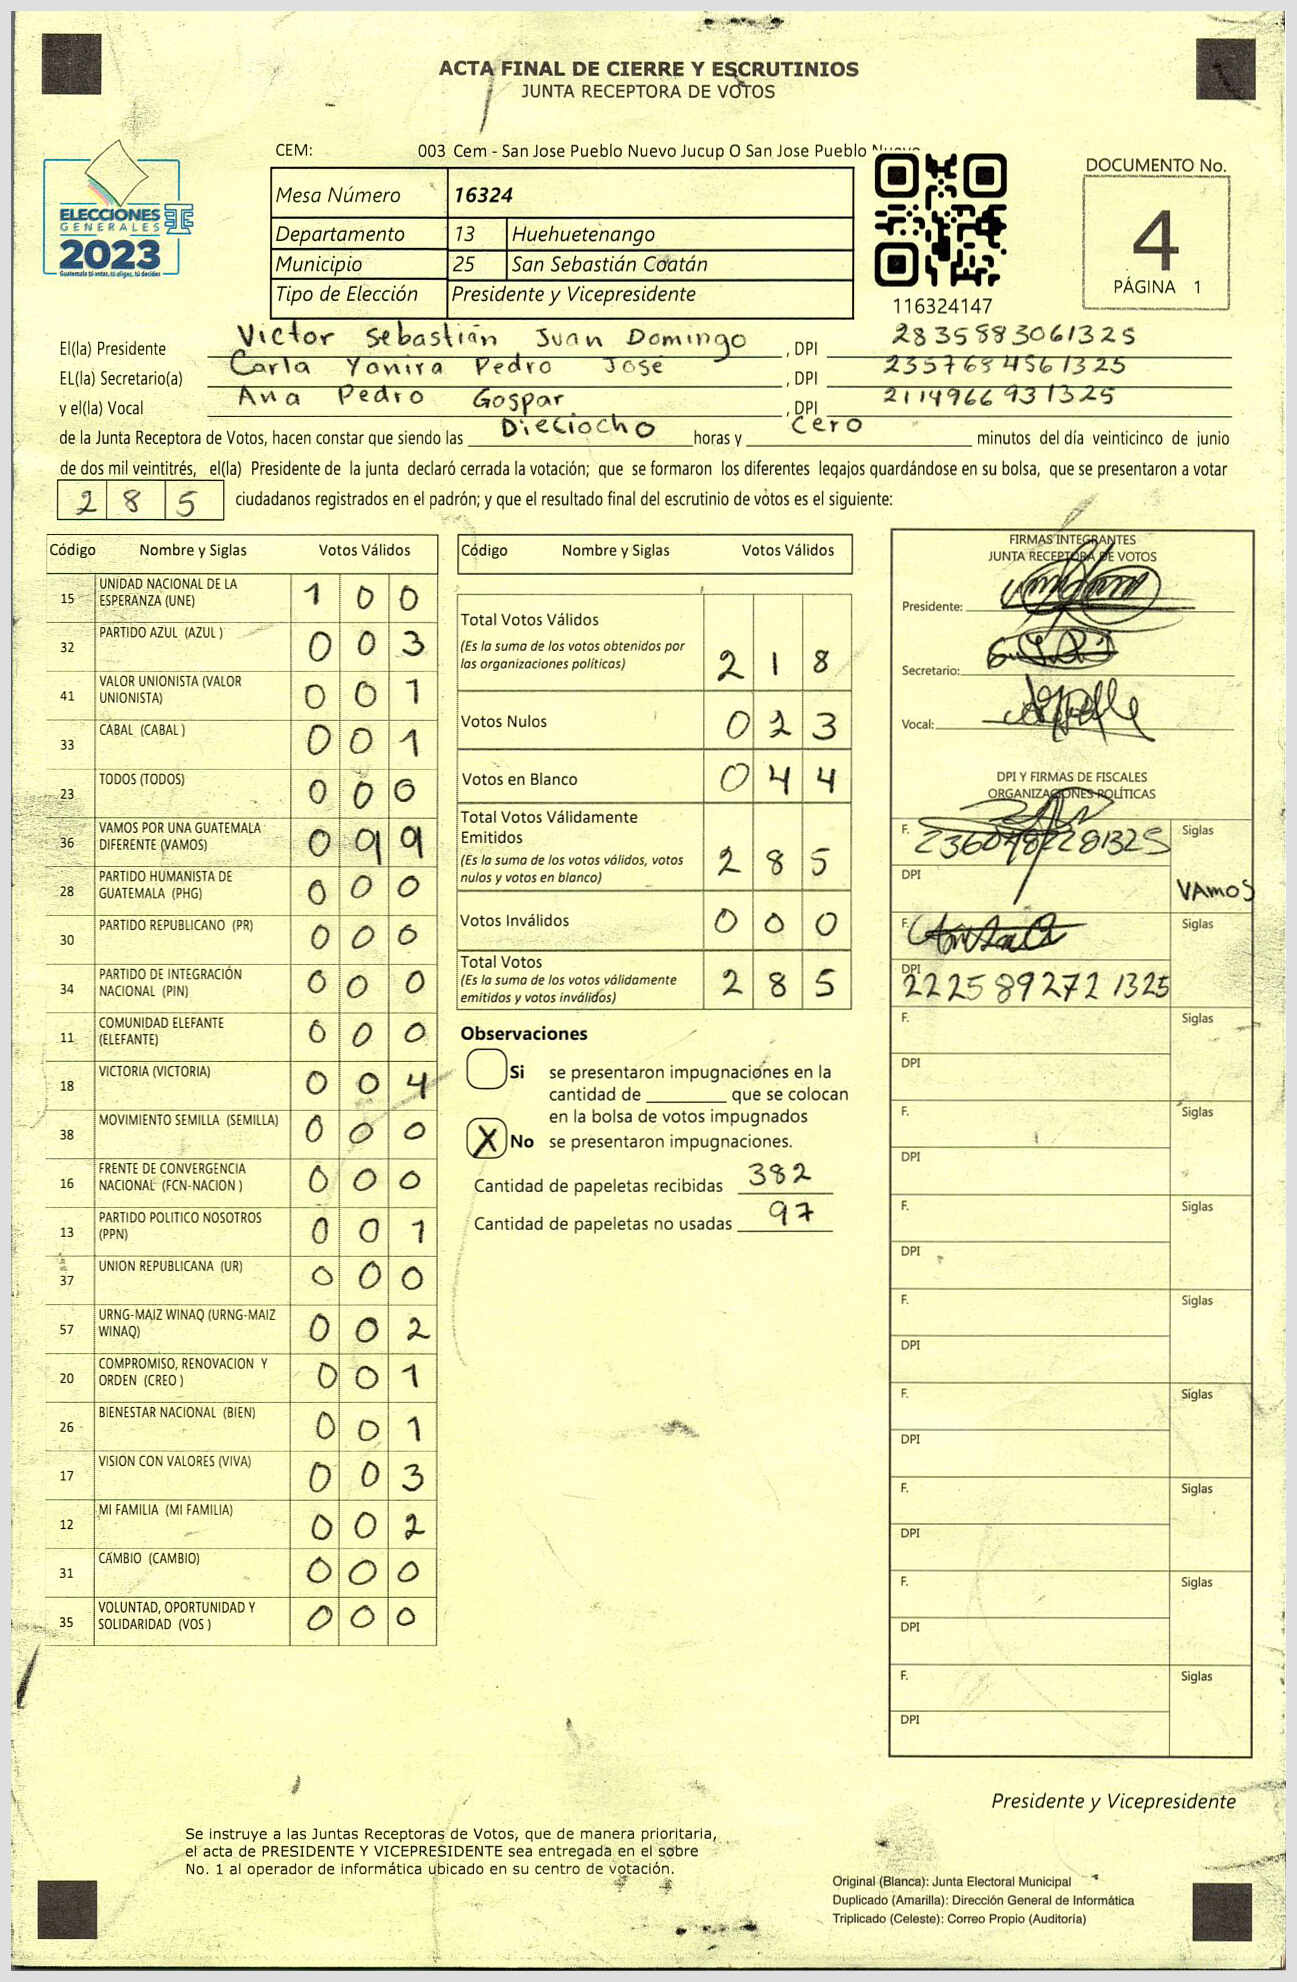 ACTA FINAL DE CIERRE Y ESCRUTINIOS
JUNTA RECEPTORA DE VOTOS
CEM: 003 Cem - San Jose Pueblo Nuevo Jucup O San Jose Pueblo Nuevo
ELECCIONES
GENERALES
2023
Guatemala tú votas, tú eliges, tú decides
Mesa Número 16324
Departamento 13 Huehuetenango
Municipio 25 San Sebastián Coatán
Tipo de Elección Presidente y Vicepresidente
116324147
DOCUMENTO No.
4
PÁGINA 1
El(la) Presidente Victor Sebastián Juan Domingo , DPI 2835883061325
EL(la) Secretario(a) Carla Yonira Pedro José , DPI 2357684561325
y el(la) Vocal Ana Pedro Gaspar , DPI 2114966931325
de la Junta Receptora de Votos, hacen constar que siendo las Dieciocho horas y cero minutos del día veinticinco de junio
de dos mil veintitrés, el(la) Presidente de la junta declaró cerrada la votación; que se formaron los diferentes legajos guardándose en su bolsa, que se presentaron a votar
285 ciudadanos registrados en el padrón; y que el resultado final del escrutinio de votos es el siguiente:
Código Nombre y Siglas Votos Válidos
15 UNIDAD NACIONAL DE LA ESPERANZA (UNE) 1 0 0
32 PARTIDO AZUL (AZUL ) 0 0 3
41 VALOR UNIONISTA (VALOR UNIONISTA) 0 0 1
33 CABAL (CABAL ) 0 0 1
23 TODOS (TODOS) 0 0 0
36 VAMOS POR UNA GUATEMALA DIFERENTE (VAMOS) 0 9 9
28 PARTIDO HUMANISTA DE GUATEMALA (PHG) 0 0 0
30 PARTIDO REPUBLICANO (PR) 0 0 0
34 PARTIDO DE INTEGRACIÓN NACIONAL (PIN) 0 0 0
11 COMUNIDAD ELEFANTE (ELEFANTE) 0 0 0
18 VICTORIA (VICTORIA) 0 0 4
38 MOVIMIENTO SEMILLA (SEMILLA) 0 0 0
16 FRENTE DE CONVERGENCIA NACIONAL (FCN-NACION ) 0 0 0
13 PARTIDO POLITICO NOSOTROS (PPN) 0 0 1
37 UNION REPUBLICANA (UR) 0 0 0
57 URNG-MAIZ WINAQ (URNG-MAIZ WINAQ) 0 0 2
20 COMPROMISO, RENOVACION Y ORDEN (CREO ) 0 0 1
26 BIENESTAR NACIONAL (BIEN) 0 0 1
17 VISION CON VALORES (VIVA) 0 0 3
12 MI FAMILIA (MI FAMILIA) 0 0 2
31 CAMBIO (CAMBIO) 0 0 0
35 VOLUNTAD, OPORTUNIDAD Y SOLIDARIDAD (VOS ) 0 0 0
Código Nombre y Siglas Votos Válidos
Total Votos Válidos
(Es la suma de los votos obtenidos por
las organizaciones políticas) 2 1 8
Votos Nulos 0 2 3
Votos en Blanco 0 4 4
Total Votos Válidamente
Emitidos
(Es la suma de los votos válidos, votos
nulos y votos en blanco) 2 8 5
Votos Inválidos 0 0 0
Total Votos
(Es la suma de los votos válidamente
emitidos y votos inválidos) 2 8 5
Observaciones
Si se presentaron impugnaciones en la
cantidad de ________ que se colocan
en la bolsa de votos impugnados
X No se presentaron impugnaciones.
Cantidad de papeletas recibidas 382
Cantidad de papeletas no usadas 97
FIRMAS INTEGRANTES
JUNTA RECEPTORA DE VOTOS
Presidente:
Secretario:
Vocal:
DPI Y FIRMAS DE FISCALES
ORGANIZACIONES POLÍTICAS
F. Siglas
DPI VAMOS
F. Siglas
DPI 2225892721325
F. Siglas
DPI
F. Siglas
DPI
F. Siglas
DPI
F. Siglas
DPI
F. Siglas
DPI
F. Siglas
DPI
F. Siglas
DPI
F. Siglas
DPI
Presidente y Vicepresidente
Se instruye a las Juntas Receptoras de Votos, que de manera prioritaria,
el acta de PRESIDENTE Y VICEPRESIDENTE sea entregada en el sobre
No. 1 al operador de informática ubicado en su centro de votación.
Original (Blanca): Junta Electoral Municipal
Duplicado (Amarilla): Dirección General de Informática
Triplicado (Celeste): Correo Propio (Auditoría)